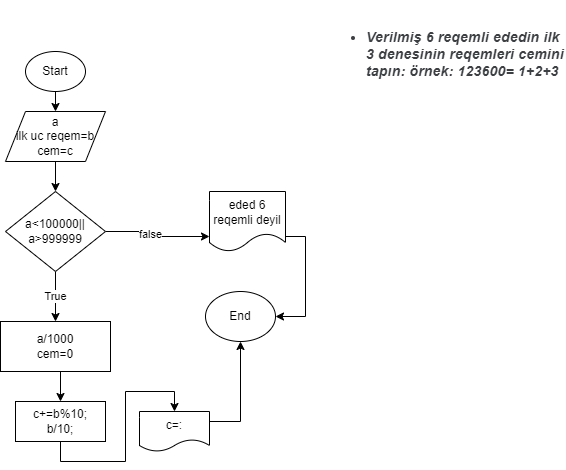 Verilmiş 6 reqemli ededin ilk
3 denesinin reqemleri cemini
tapın: örnek: 123600= 1+2+3
Start
a
ilk uc reqem=b
cem=c
a<100000||
a>999999
false
eded 6
reqemli deyil
True
End
a/1000
cem=0
c+=b%10;
b/10;
c=: